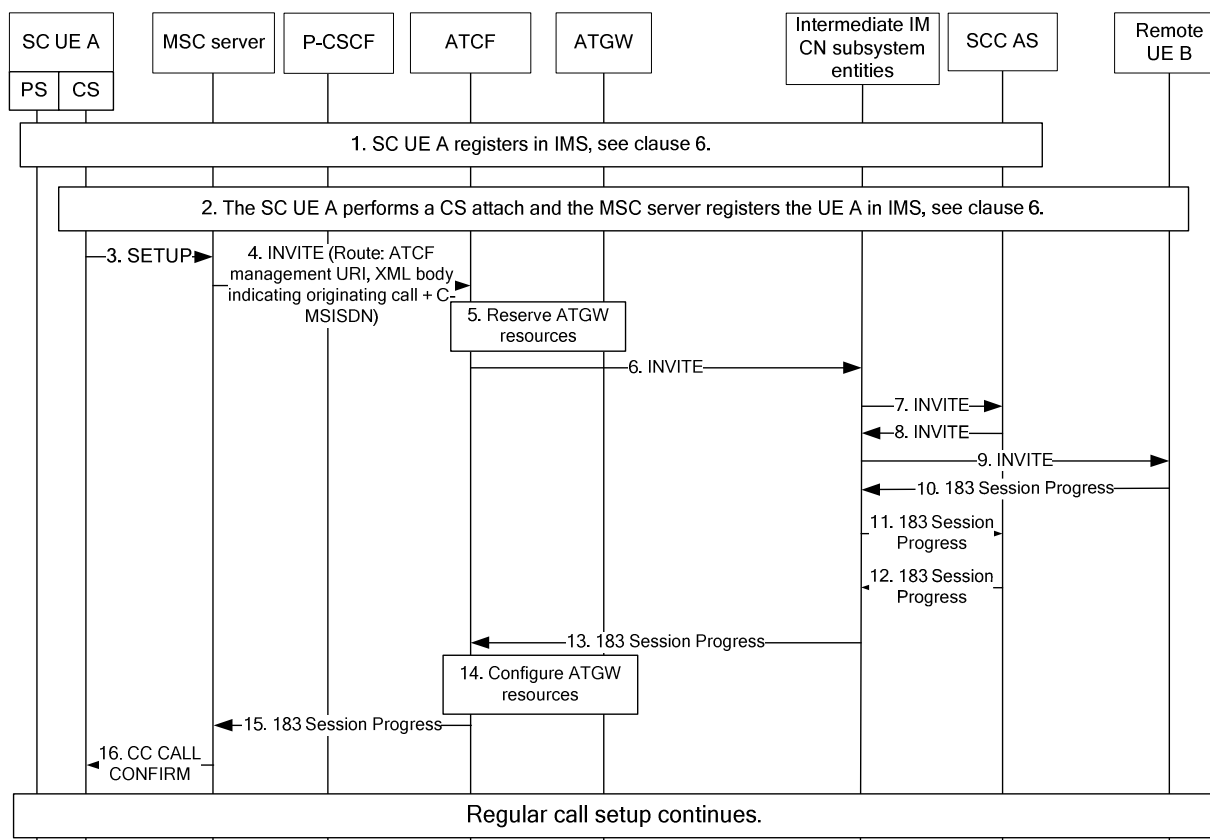 SC UE A
MSC server
P-CSCF
ATCF
ATGW
Intermediate IM
CN subsystem
entities
SCC AS
Remote
UE B
PS
CS
1. SC UE A registers in IMS, see clause 6.
2. The SC UE A performs a CS attach and the MSC server registers the UE A in IMS, see clause 6.
3. SETUP
4. INVITE (Route: ATCF
management URI, XML body
indicating originating call + C-
MSISDN)
5. Reserve ATGW
resources
6. INVITE
7. INVITE
8. INVITE
9. INVITE
10. 183 Session Progress
11. 183 Session
Progress
12. 183 Session
Progress
13. 183 Session Progress
14. Configure ATGW
resources
15. 183 Session Progress
16. CC CALL
CONFIRM
Regular call setup continues.